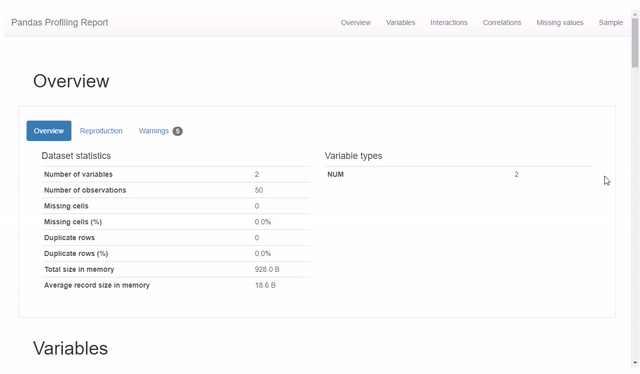 Pandas Profiling Report Overview Variables Interactions Correlations Missing values Sample
Overview
Overview Reproduction Warnings 5
Dataset statistics
Number of variables 2
Number of observations 50
Missing cells 0
Missing cells (%) 0.0%
Duplicate rows 0
Duplicate rows (%) 0.0%
Total size in memory 928.0 B
Average record size in memory 18.6 B
Variable types
NUM 2
Variables